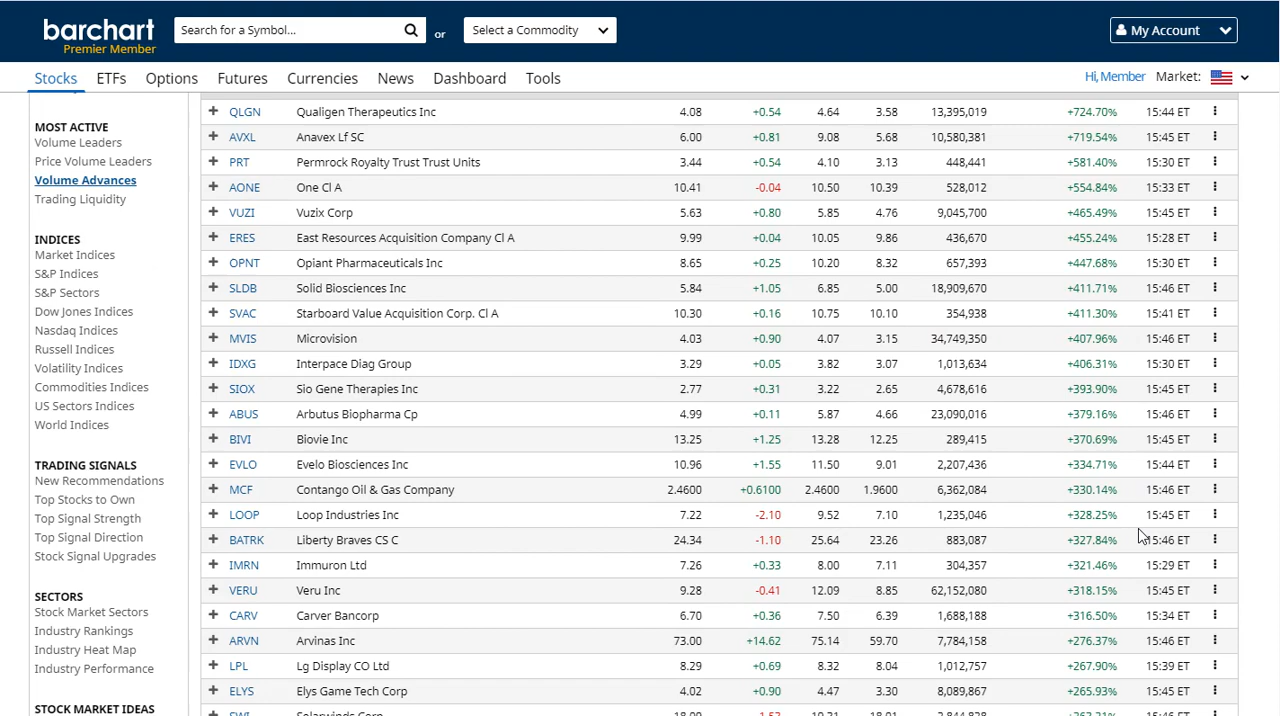 barchart Search for a Symbol... or Select a Commodity My Account
Premier Member
Stocks ETFs Options Futures Currencies News Dashboard Tools Hi, Member Market:
MOST ACTIVE
Volume Leaders
Price Volume Leaders
Volume Advances
Trading Liquidity
INDICES
Market Indices
S&P Indices
S&P Sectors
Dow Jones Indices
Nasdaq Indices
Russell Indices
Volatility Indices
Commodities Indices
US Sectors Indices
World Indices
TRADING SIGNALS
New Recommendations
Top Stocks to Own
Top Signal Strength
Top Signal Direction
Stock Signal Upgrades
SECTORS
Stock Market Sectors
Industry Rankings
Industry Heat Map
Industry Performance
STOCK MARKET IDEAS
QLGN Qualigen Therapeutics Inc 4.08 +0.54 4.64 3.58 13,395,019 +724.70% 15:44 ET
AVXL Anavex Lf SC 6.00 +0.81 9.08 5.68 10,580,381 +719.54% 15:45 ET
PRT Permrock Royalty Trust Trust Units 3.44 +0.54 4.10 3.13 448,441 +581.40% 15:30 ET
AONE One Cl A 10.41 -0.04 10.50 10.39 528,012 +554.84% 15:33 ET
VUZI Vuzix Corp 5.63 +0.80 5.85 4.76 9,045,700 +465.49% 15:45 ET
ERES East Resources Acquisition Company Cl A 9.99 +0.04 10.05 9.86 436,670 +455.24% 15:28 ET
OPNT Opiant Pharmaceuticals Inc 8.65 +0.25 10.20 8.32 657,393 +447.68% 15:30 ET
SLDB Solid Biosciences Inc 5.84 +1.05 6.85 5.00 18,909,670 +411.71% 15:46 ET
SVAC Starboard Value Acquisition Corp. Cl A 10.30 +0.16 10.75 10.10 354,938 +411.30% 15:41 ET
MVIS Microvision 4.03 +0.90 4.07 3.15 34,749,350 +407.96% 15:46 ET
IDXG Interpace Diag Group 3.29 +0.05 3.82 3.07 1,013,634 +406.31% 15:30 ET
SIOX Sio Gene Therapies Inc 2.77 +0.31 3.22 2.65 4,678,616 +393.90% 15:45 ET
ABUS Arbutus Biopharma Cp 4.99 +0.11 5.87 4.66 23,090,016 +379.16% 15:46 ET
BIVI Biovie Inc 13.25 +1.25 13.28 12.25 289,415 +370.69% 15:45 ET
EVLO Evelo Biosciences Inc 10.96 +1.55 11.50 9.01 2,207,436 +334.71% 15:44 ET
MCF Contango Oil & Gas Company 2.4600 +0.6100 2.4600 1.9600 6,362,084 +330.14% 15:46 ET
LOOP Loop Industries Inc 7.22 -2.10 9.52 7.10 1,235,046 +328.25% 15:45 ET
BATRK Liberty Braves CS C 24.34 -1.10 25.64 23.26 883,087 +327.84% 15:46 ET
IMRN Immuron Ltd 7.26 +0.33 8.00 7.11 304,357 +321.46% 15:29 ET
VERU Veru Inc 9.28 -0.41 12.09 8.85 62,152,080 +318.15% 15:45 ET
CARV Carver Bancorp 6.70 +0.36 7.50 6.39 1,688,188 +316.50% 15:34 ET
ARVN Arvinas Inc 73.00 +14.62 75.14 59.70 7,784,158 +276.37% 15:46 ET
LPL Lg Display CO Ltd 8.29 +0.69 8.32 8.04 1,012,757 +267.90% 15:39 ET
ELYS Elys Game Tech Corp 4.02 +0.90 4.47 3.30 8,089,867 +265.93% 15:45 ET